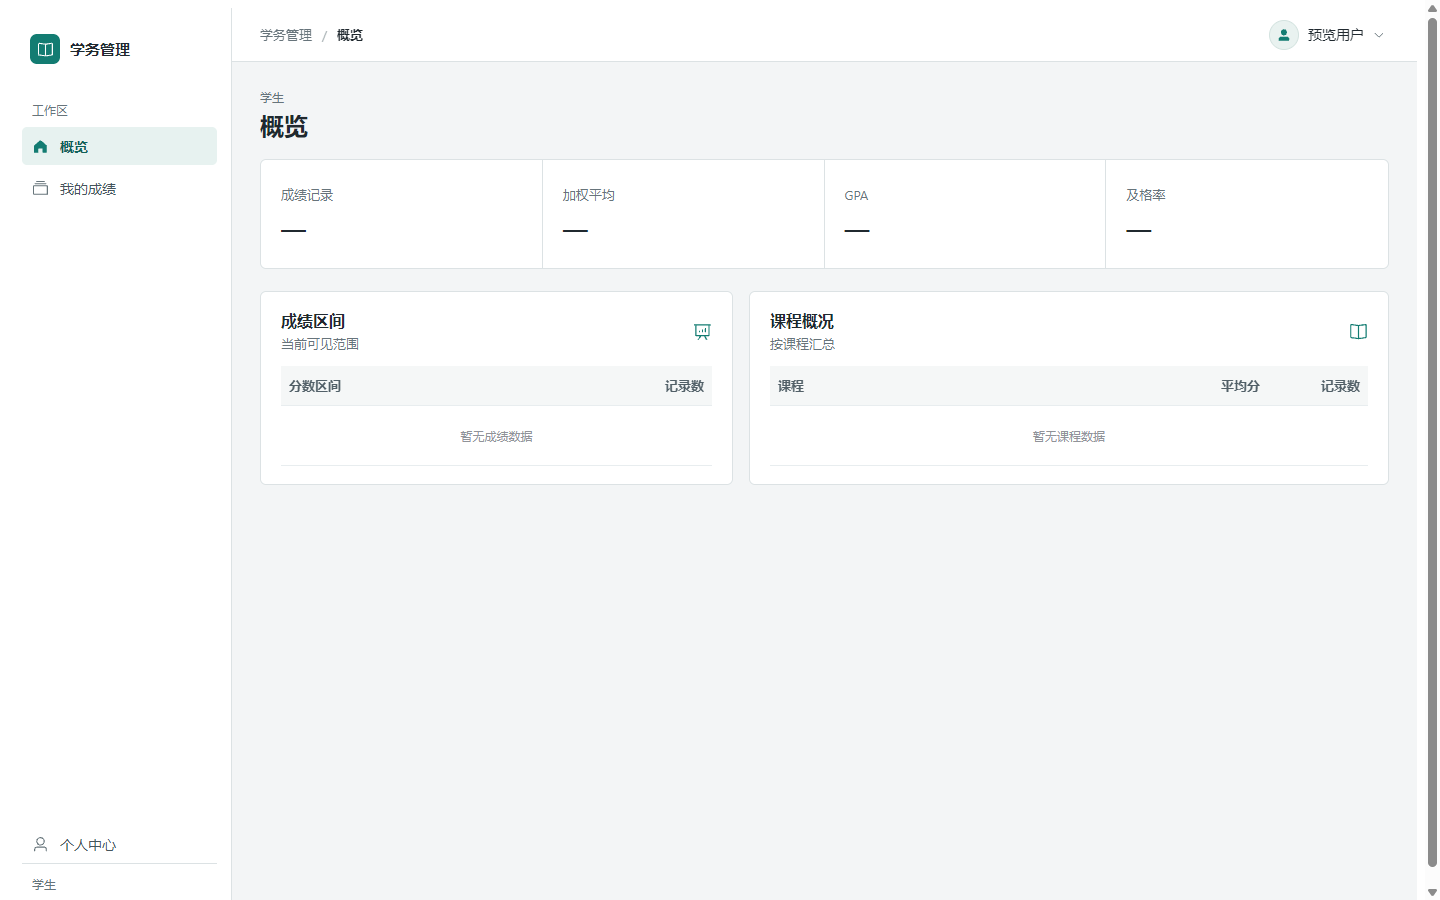 学务管理
工作区
概览
我的成绩
个人中心
学生
学务管理 / 概览
预览用户
学生
概览
成绩记录
—
加权平均
—
GPA
—
及格率
—
成绩区间
当前可见范围
分数区间 记录数
暂无成绩数据
课程概况
按课程汇总
课程 平均分 记录数
暂无课程数据